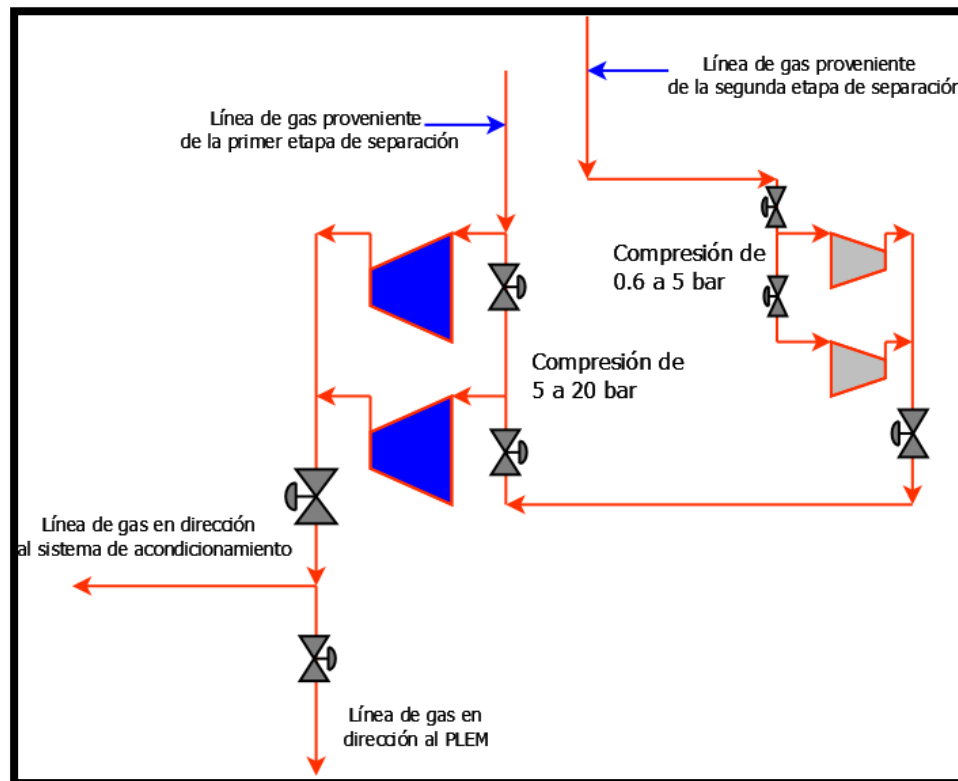 Línea de gas proveniente
de la segunda etapa de separación
Línea de gas proveniente
de la primer etapa de separación
Compresión de
0.6 a 5 bar
Compresión de
5 a 20 bar
Línea de gas en dirección
al sistema de acondicionamiento
Línea de gas en
dirección al PLEM